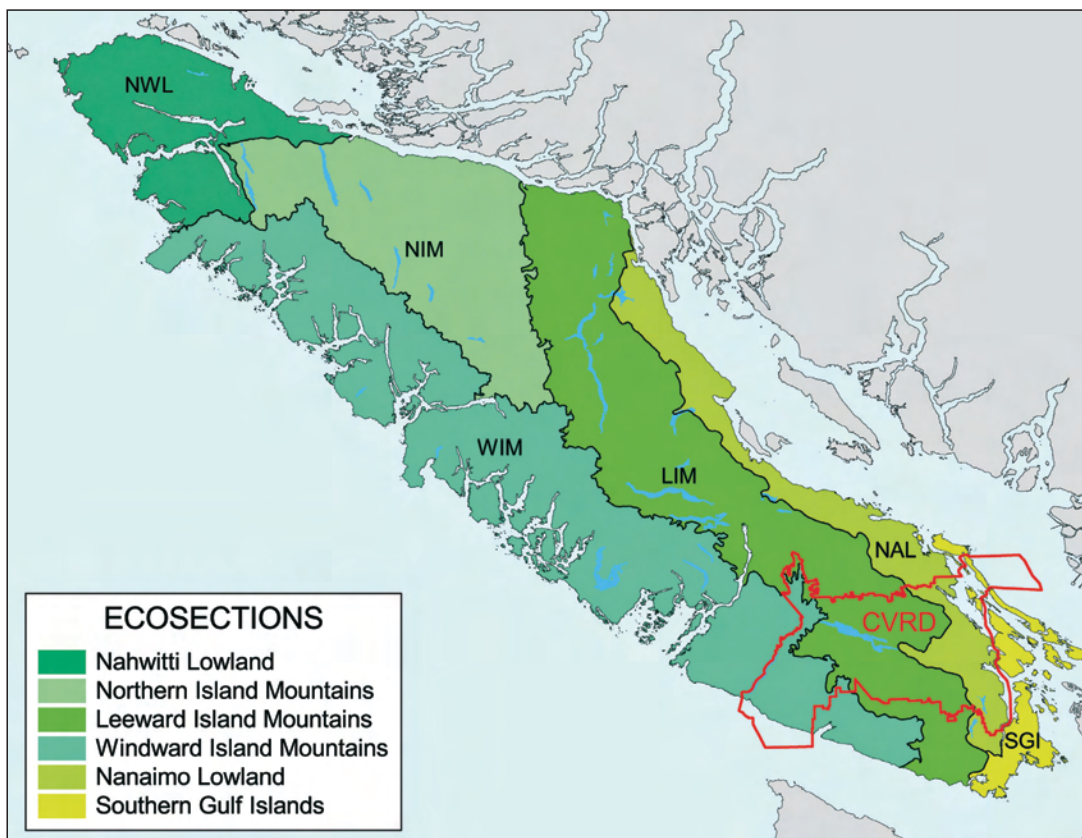 NWL
NIM
WIM
LIM
NAL
CVRD
SGI
ECOSECTIONS
Nahwitti Lowland
Northern Island Mountains
Leeward Island Mountains
Windward Island Mountains
Nanaimo Lowland
Southern Gulf Islands